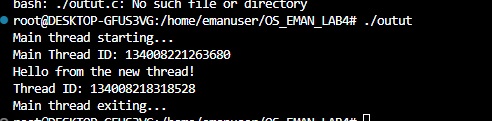 bash: ./outut.c: No such file or directory
root@DESKTOP-GFUS3VG:/home/emanuser/OS_EMAN_LAB4# ./outut
Main thread starting...
Main Thread ID: 134008221263680
Hello from the new thread!
Thread ID: 134008218318528
Main thread exiting...
root@DESKTOP-GFUS3VG:/home/emanuser/OS_EMAN_LAB4#